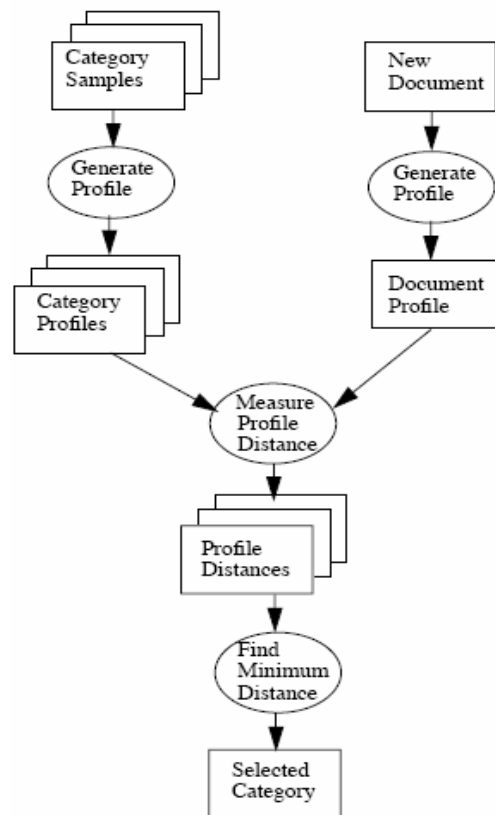 Category
Samples
New
Document
Generate
Profile
Generate
Profile
Category
Profiles
Document
Profile
Measure
Profile
Distance
Profile
Distances
Find
Minimum
Distance
Selected
Category